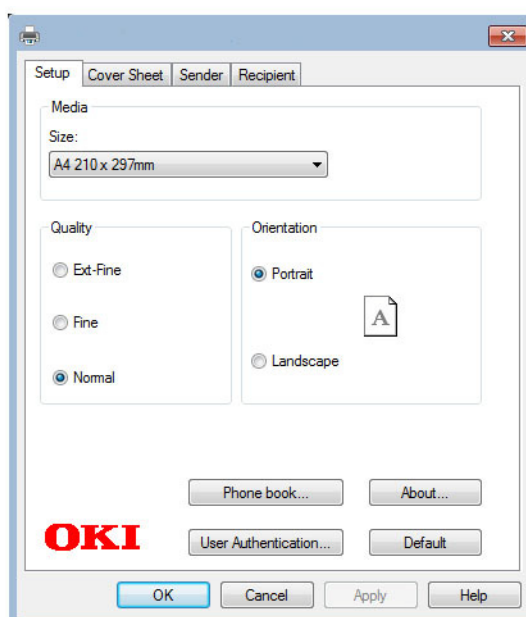 Setup Cover Sheet Sender Recipient
Media
Size:
A4 210 x 297mm
Quality
Ext-Fine
Fine
Normal
Orientation
Portrait
A
Landscape
Phone book... About...
OKI
User Authentication... Default
OK Cancel Apply Help